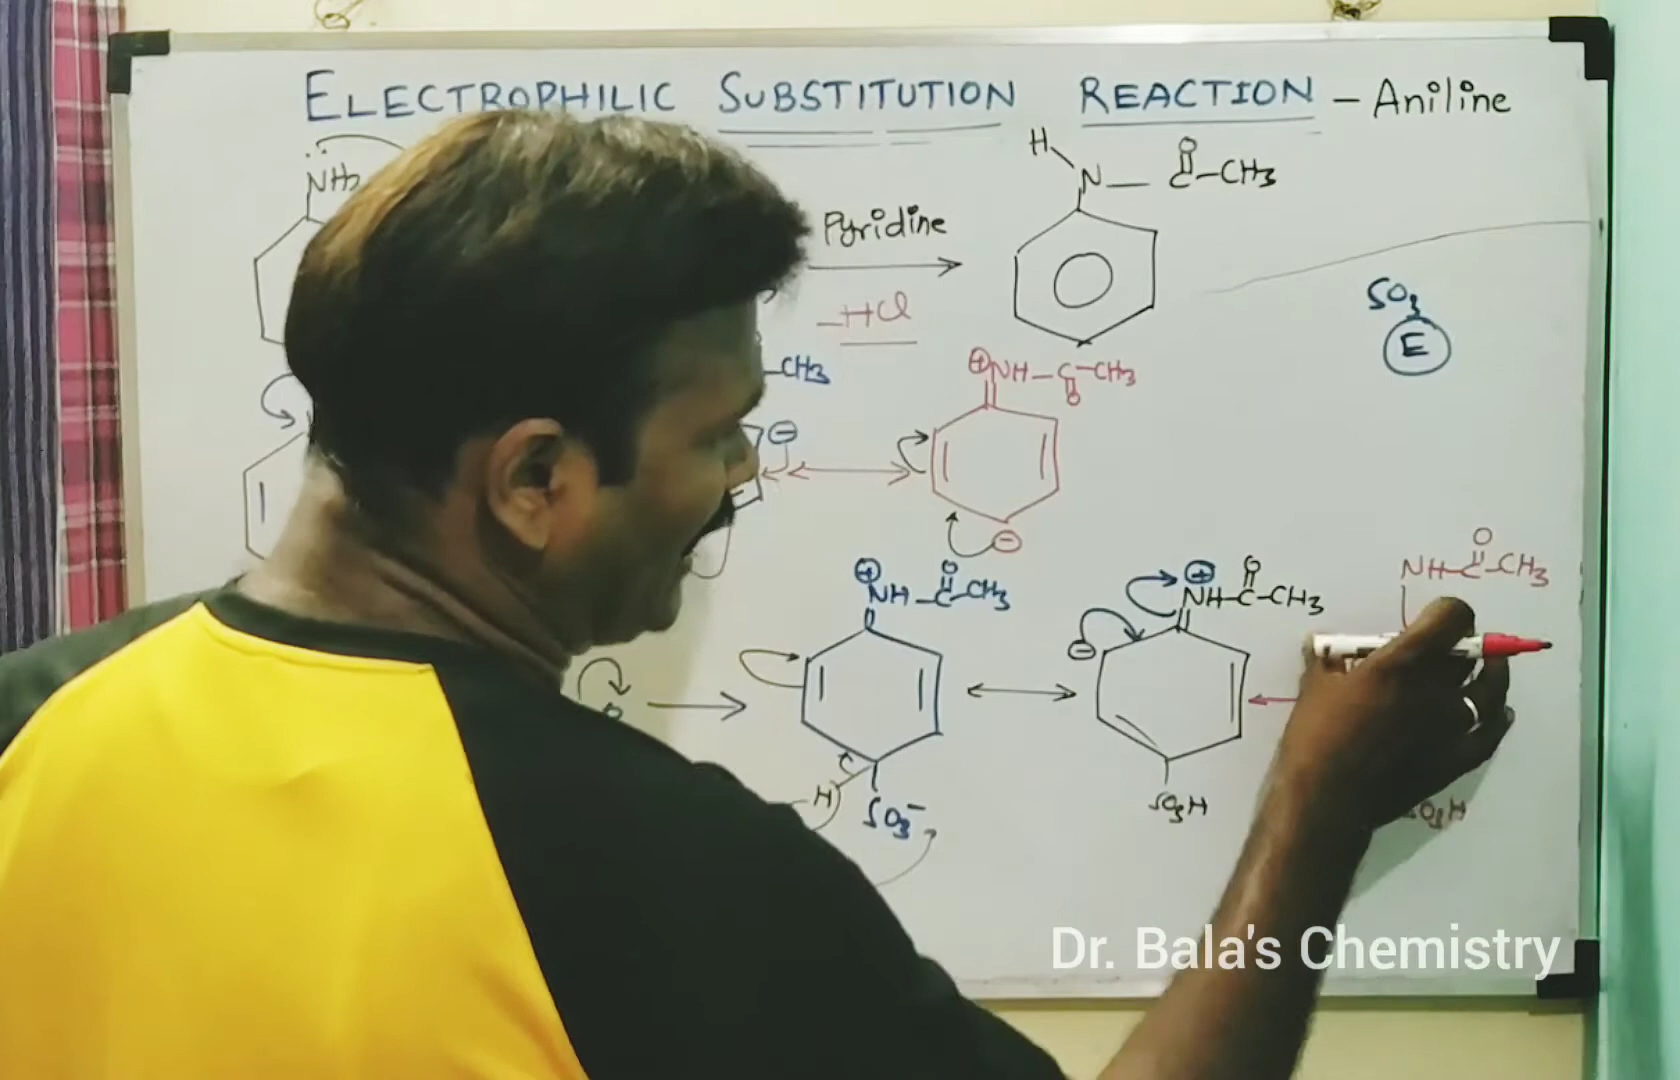 ELECTROPHILIC SUBSTITUTION REACTION - Aniline
NH2
Pyridine
-HCl
H
N — C-CH3
O
SO3
E
-CH3
⊖
⊕NH-C-CH3
O
⊖
⊕NH-C-CH3
O
H
SO3-
⊕NH-C-CH3
O
⊖
SO3H
NH-C-CH3
O
SO3H
Dr. Bala's Chemistry